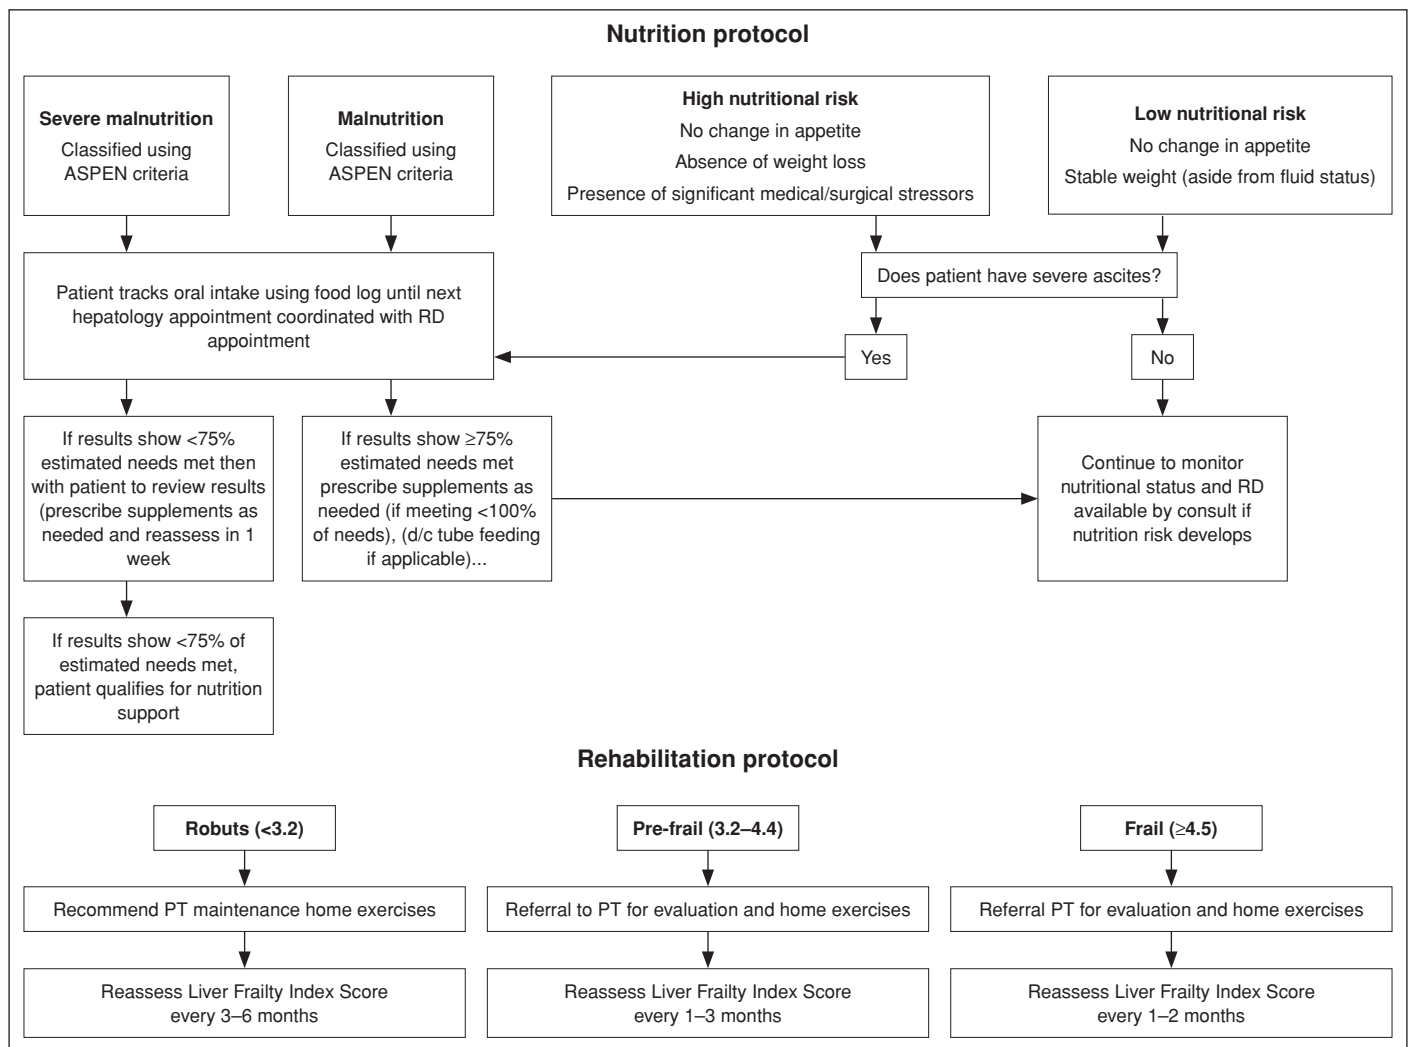 Nutrition protocol
Severe malnutrition
Classified using
ASPEN criteria
Malnutrition
Classified using
ASPEN criteria
High nutritional risk
No change in appetite
Absence of weight loss
Presence of significant medical/surgical stressors
Low nutritional risk
No change in appetite
Stable weight (aside from fluid status)
Patient tracks oral intake using food log until next
hepatology appointment coordinated with RD
appointment
Does patient have severe ascites?
Yes
No
If results show <75%
estimated needs met then
with patient to review results
(prescribe supplements as
needed and reassess in 1
week
If results show ≥75%
estimated needs met
prescribe supplements as
needed (if meeting <100%
of needs), (d/c tube feeding
if applicable)...
Continue to monitor
nutritional status and RD
available by consult if
nutrition risk develops
If results show <75% of
estimated needs met,
patient qualifies for nutrition
support
Rehabilitation protocol
Robuts (<3.2)
Recommend PT maintenance home exercises
Reassess Liver Frailty Index Score
every 3–6 months
Pre-frail (3.2–4.4)
Referral to PT for evaluation and home exercises
Reassess Liver Frailty Index Score
every 1–3 months
Frail (≥4.5)
Referral PT for evaluation and home exercises
Reassess Liver Frailty Index Score
every 1–2 months